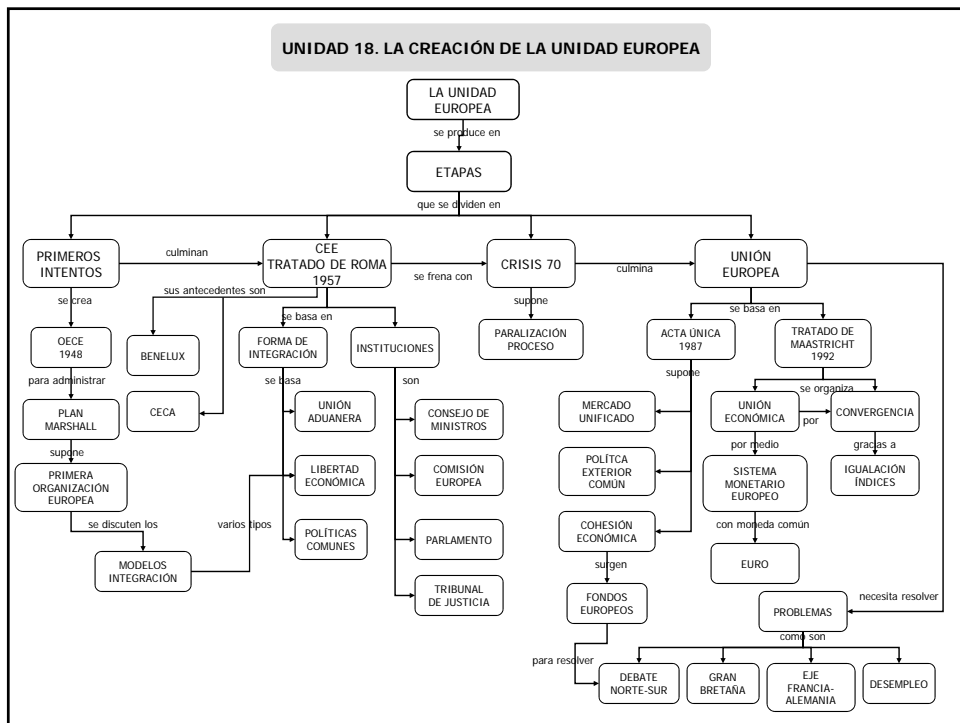 UNIDAD 18. LA CREACIÓN DE LA UNIDAD EUROPEA
LA UNIDAD
EUROPEA
se produce en
ETAPAS
que se dividen en
PRIMEROS
INTENTOS
culminan
CEE
TRATADO DE ROMA
1957
se frena con
CRISIS 70
culmina
UNIÓN
EUROPEA
se crea
sus antecedentes son
se basa en
supone
se basa en
OECE
1948
BENELUX
FORMA DE
INTEGRACIÓN
INSTITUCIONES
PARALIZACIÓN
PROCESO
ACTA ÚNICA
1987
TRATADO DE
MAASTRICHT
1992
para administrar
se basa
son
supone
se organiza
PLAN
MARSHALL
CECA
UNIÓN
ADUANERA
CONSEJO DE
MINISTROS
MERCADO
UNIFICADO
UNIÓN
ECONÓMICA
por
CONVERGENCIA
supone
por medio
gracias a
PRIMERA
ORGANIZACIÓN
EUROPEA
LIBERTAD
ECONÓMICA
COMISIÓN
EUROPEA
POLÍTCA
EXTERIOR
COMÚN
SISTEMA
MONETARIO
EUROPEO
IGUALACIÓN
ÍNDICES
se discuten los
varios tipos
con moneda común
MODELOS
INTEGRACIÓN
POLÍTICAS
COMUNES
PARLAMENTO
COHESIÓN
ECONÓMICA
EURO
surgen
TRIBUNAL
DE JUSTICIA
FONDOS
EUROPEOS
PROBLEMAS
necesita resolver
como son
para resolver
DEBATE
NORTE-SUR
GRAN
BRETAÑA
EJE
FRANCIA-
ALEMANIA
DESEMPLEO